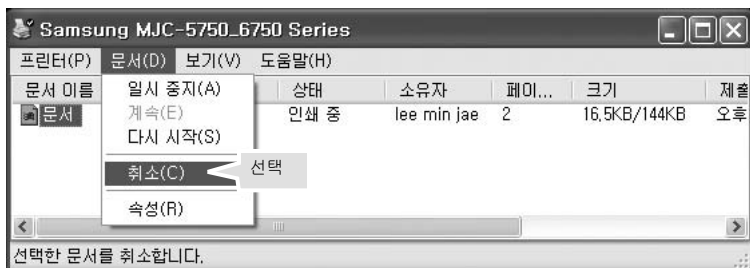 Samsung MJC-5750_6750 Series
프린터(P) 문서(D) 보기(V) 도움말(H)
문서 이름 상태 소유자 페이... 크기 제출
문서 인쇄 중 lee min jae 2 16,5KB/144KB 오후
일시 중지(A)
계속(E)
다시 시작(S)
취소(C) 선택
속성(R)
선택한 문서를 취소합니다.